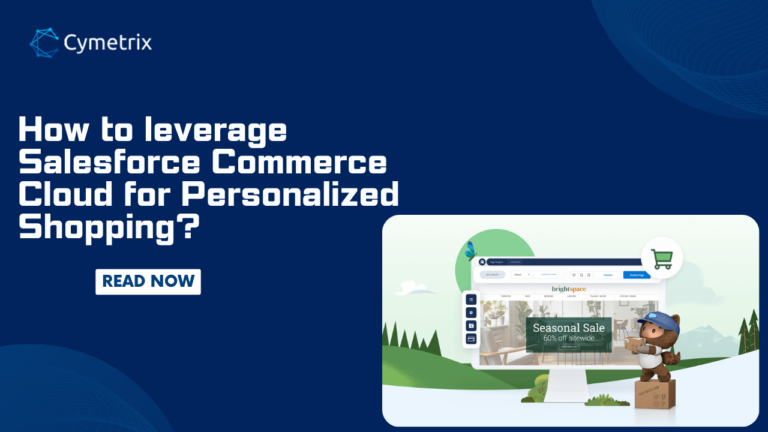 Cymetrix
How to leverage
Salesforce Commerce
Cloud for Personalized
Shopping?
READ NOW
brightspace
Seasonal Sale
60% off sitewide